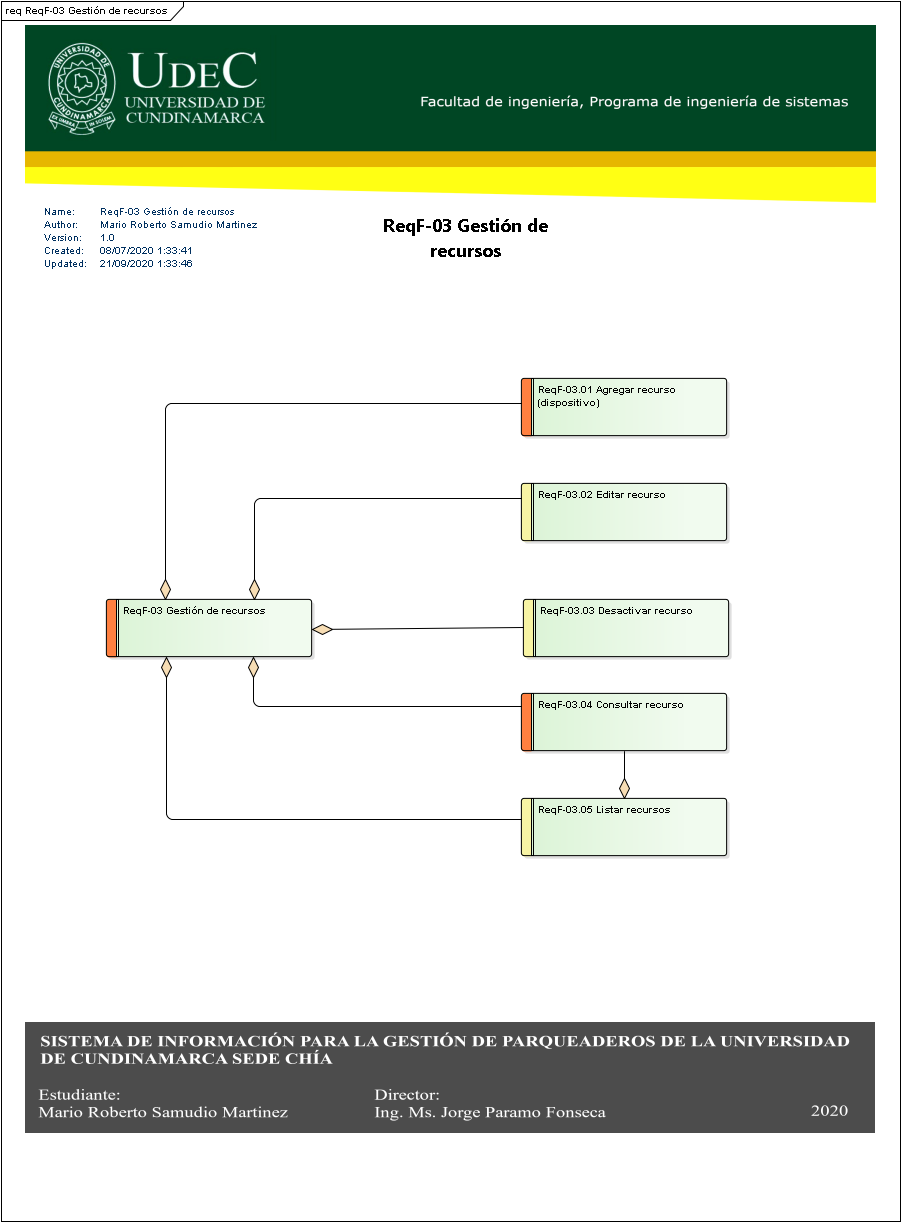 req ReqF-03 Gestión de recursos
UNIVERSIDAD DE CUNDINAMARCA
UDEC
UNIVERSIDAD DE
CUNDINAMARCA
Facultad de ingeniería, Programa de ingeniería de sistemas
Name: ReqF-03 Gestión de recursos
Author: Mario Roberto Samudio Martinez
Version: 1.0
Created: 08/07/2020 1:33:41
Updated: 21/09/2020 1:33:46
ReqF-03 Gestión de
recursos
ReqF-03.01 Agregar recurso
(dispositivo)
ReqF-03.02 Editar recurso
ReqF-03 Gestión de recursos
ReqF-03.03 Desactivar recurso
ReqF-03.04 Consultar recurso
ReqF-03.05 Listar recursos
SISTEMA DE INFORMACIÓN PARA LA GESTIÓN DE PARQUEADEROS DE LA UNIVERSIDAD
DE CUNDINAMARCA SEDE CHÍA
Estudiante:
Mario Roberto Samudio Martinez
Director:
Ing. Ms. Jorge Paramo Fonseca
2020